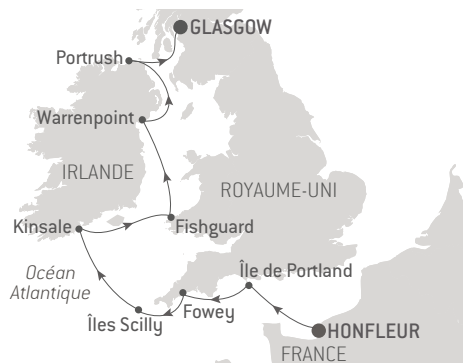 GLASGOW
Portrush
Warrenpoint
IRLANDE
ROYAUME-UNI
Kinsale
Fishguard
Océan
Atlantique
Île de Portland
Fowey
Îles Scilly
HONFLEUR
FRANCE